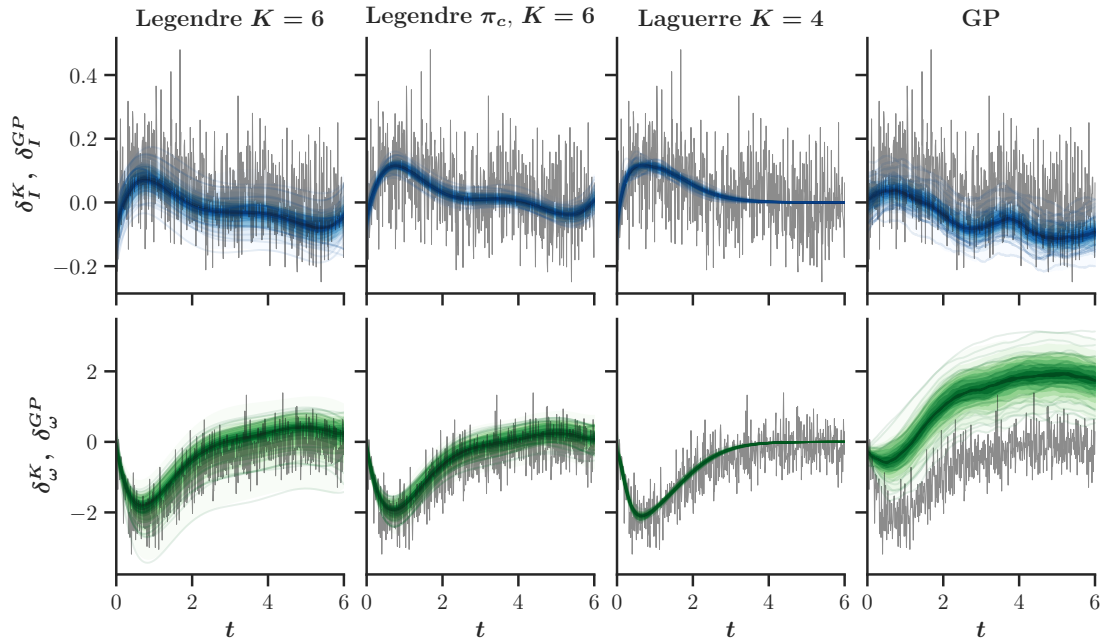 Legendre K = 6
Legendre π_c, K = 6
Laguerre K = 4
GP
δ_I^K, δ_I^GP
0.4
0.2
0.0
−0.2
δ_ω^K, δ_ω^GP
2
0
−2
0 2 4 6
0 2 4 6
0 2 4 6
0 2 4 6
t
t
t
t